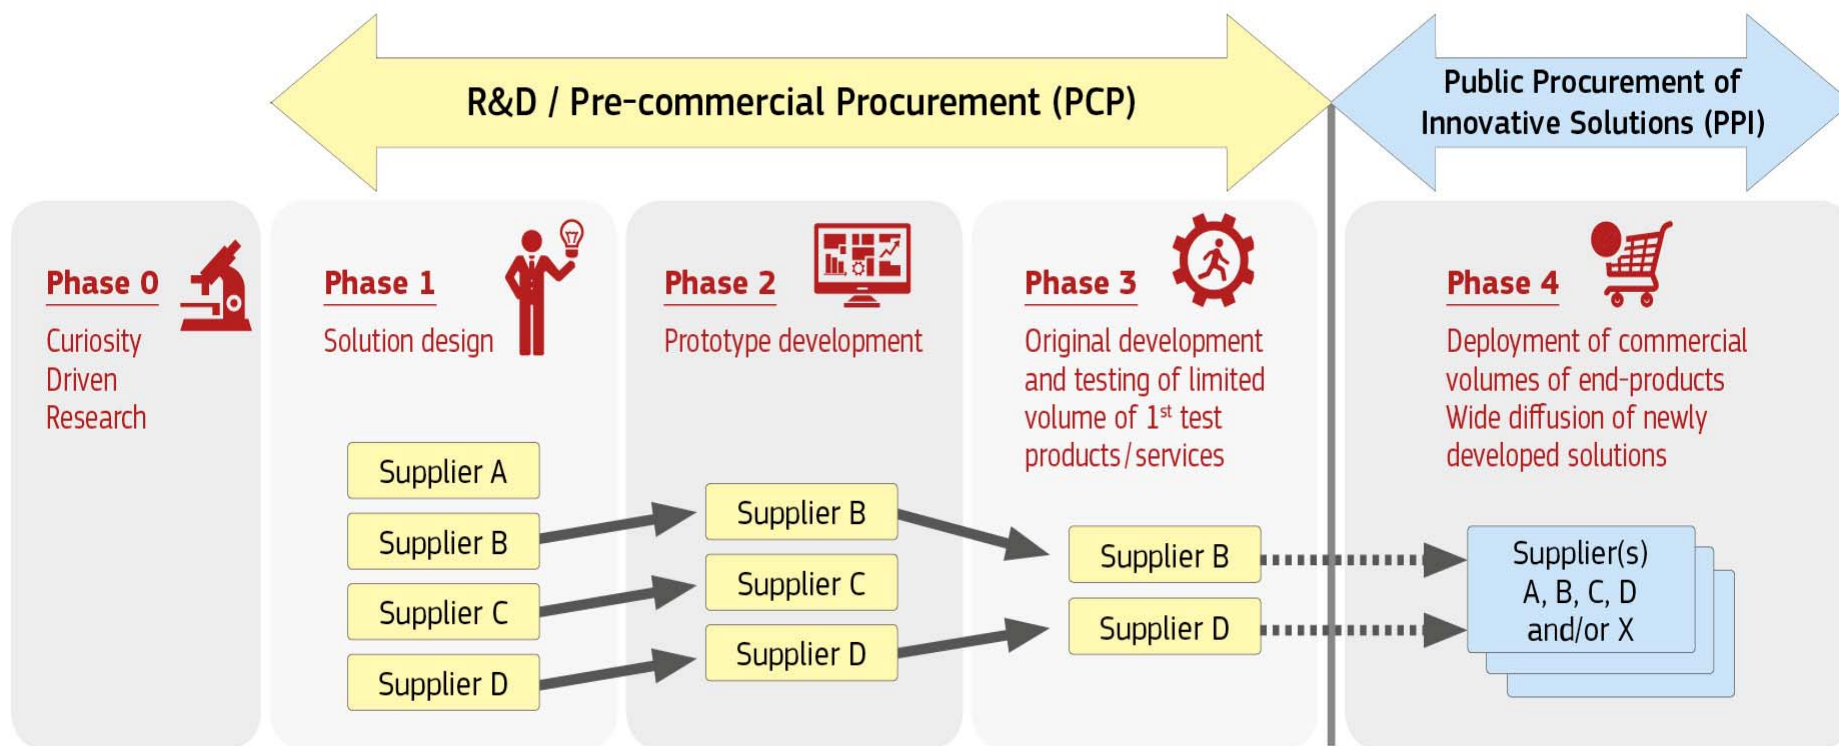 R&D / Pre-commercial Procurement (PCP)
Public Procurement of
Innovative Solutions (PPI)
Phase 0
Curiosity
Driven
Research
Phase 1
Solution design
Supplier A
Supplier B
Supplier C
Supplier D
Phase 2
Prototype development
Supplier B
Supplier C
Supplier D
Phase 3
Original development
and testing of limited
volume of 1st test
products/services
Supplier B
Supplier D
Phase 4
Deployment of commercial
volumes of end-products
Wide diffusion of newly
developed solutions
Supplier(s)
A, B, C, D
and/or X